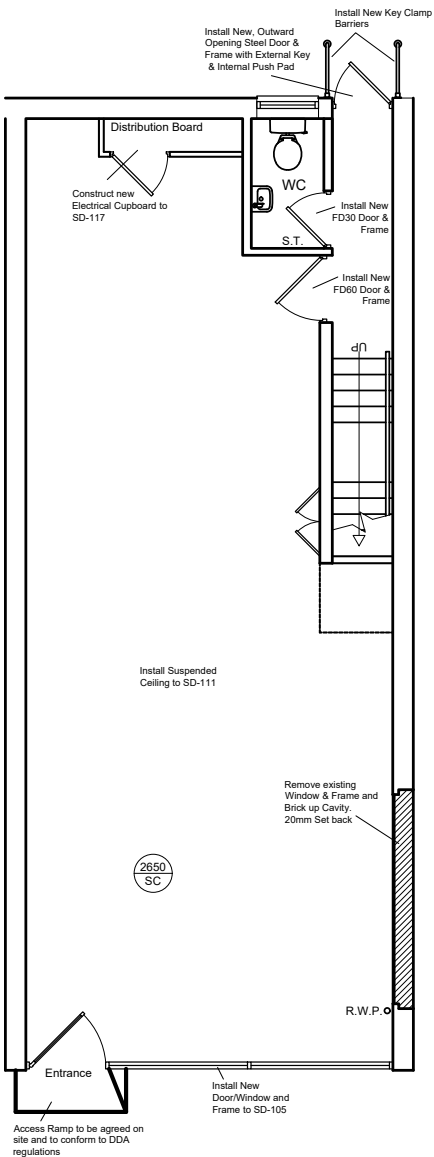 Install New Key Clamp
Barriers
Install New, Outward
Opening Steel Door &
Frame with External Key
& Internal Push Pad
Distribution Board
Construct new
Electrical Cupboard to
SD-117
WC
S.T.
Install New
FD30 Door &
Frame
Install New
FD60 Door &
Frame
UP
Install Suspended
Ceiling to SD-111
Remove existing
Window & Frame and
Brick up Cavity.
20mm Set back
2650
SC
R.W.P.
Entrance
Install New
Door/Window and
Frame to SD-105
Access Ramp to be agreed on
site and to conform to DDA
regulations